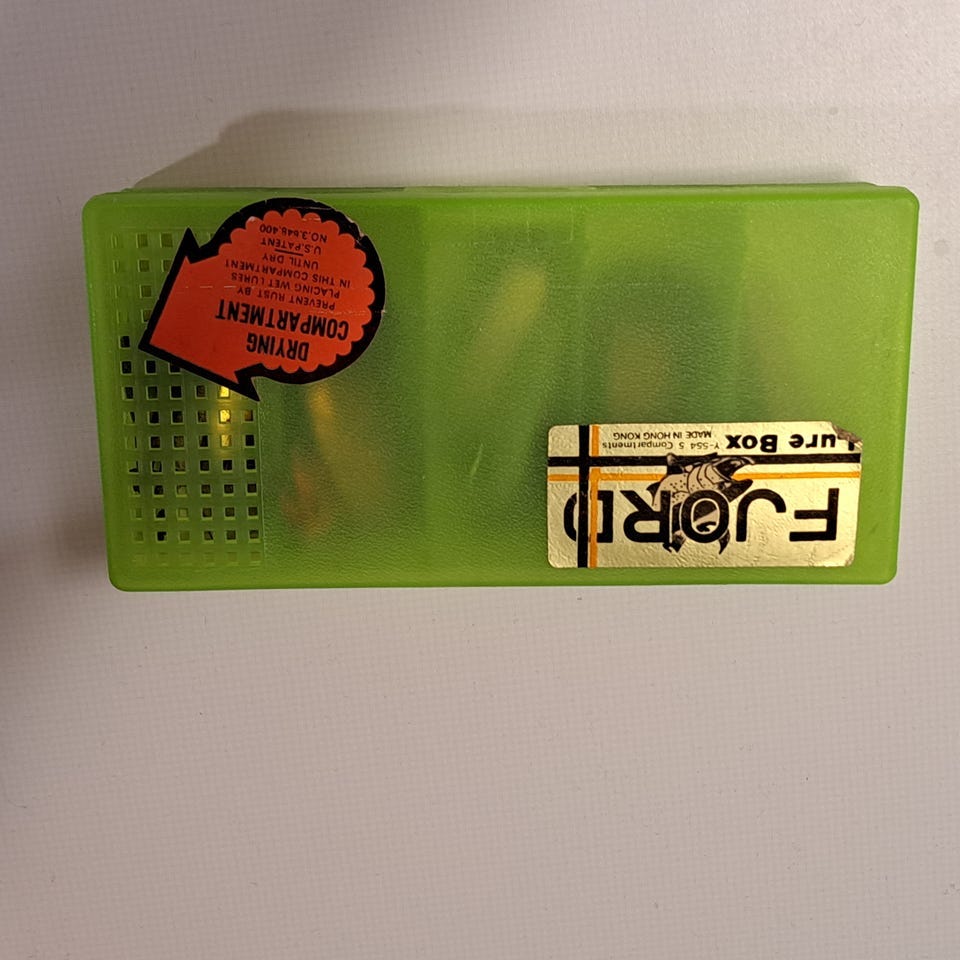 FJORD
Lure Box
Y-554 5 Compartments
MADE IN HONG KONG
DRYING
COMPARTMENT
PREVENT RUST BY
PLACING WET LURES
IN THIS COMPARTMENT
UNTIL DRY
U.S.PATENT
NO.3.648.400